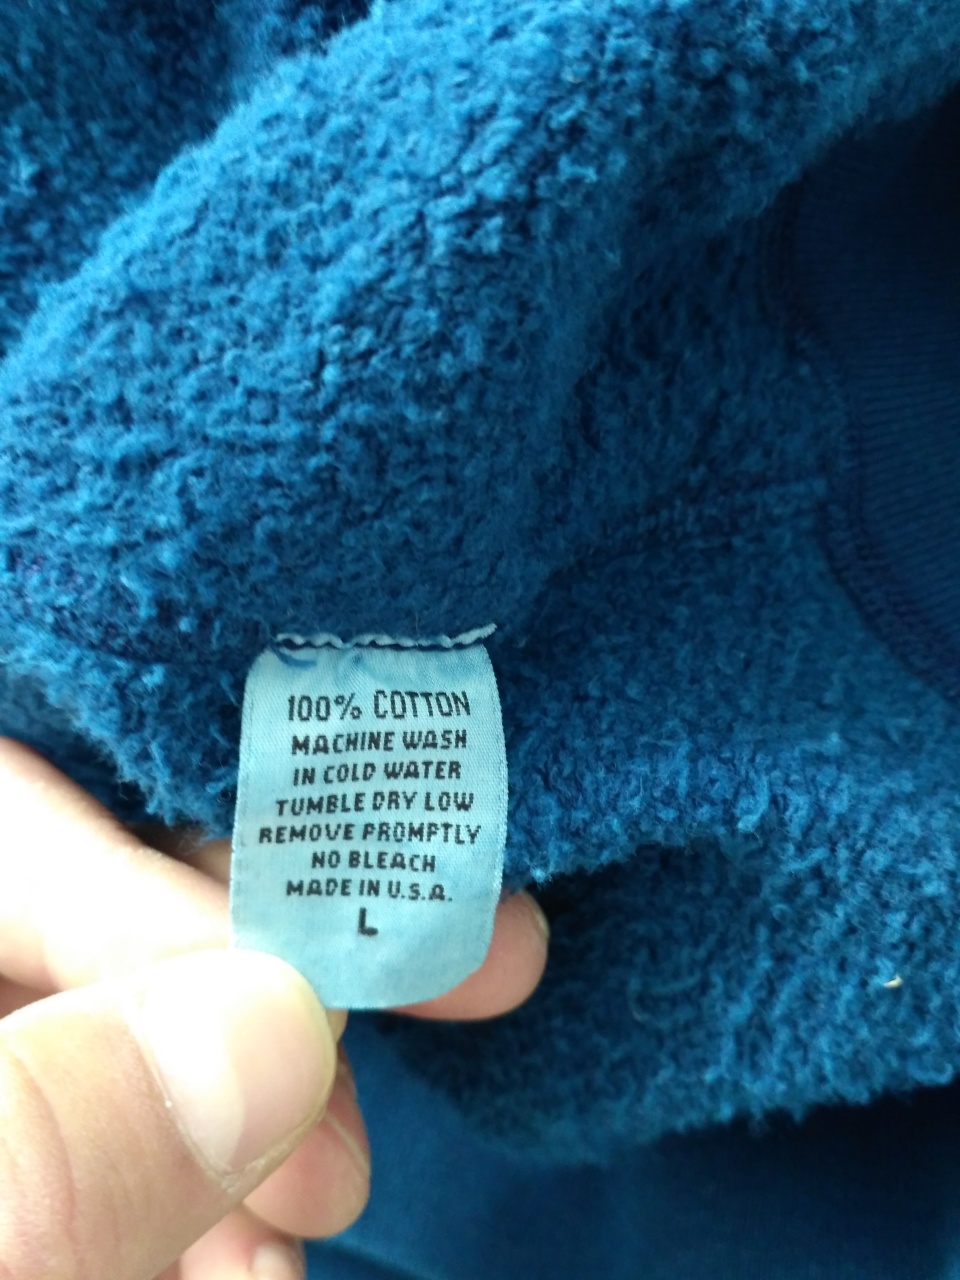 100% COTTON
MACHINE WASH
IN COLD WATER
TUMBLE DRY LOW
REMOVE PROMPTLY
NO BLEACH
MADE IN U.S.A.
L